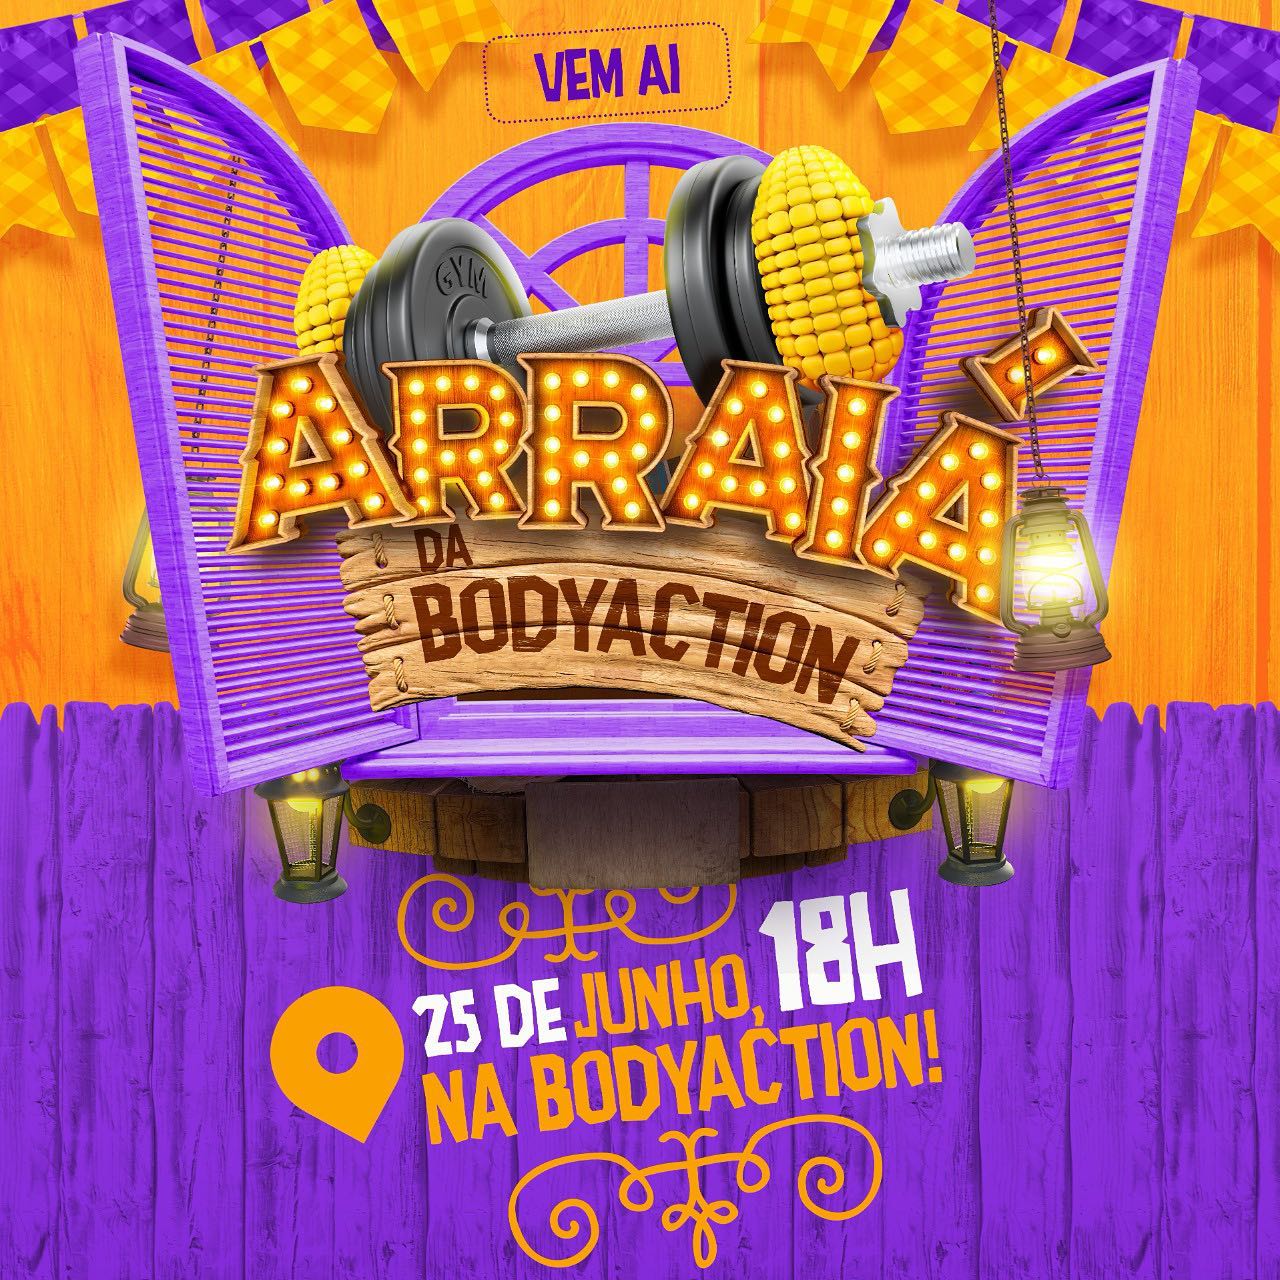 VEM AI
GYM
ARRAIÁ
DA
BODYACTION
25 DE JUNHO, 18H
NA BODYACTION!